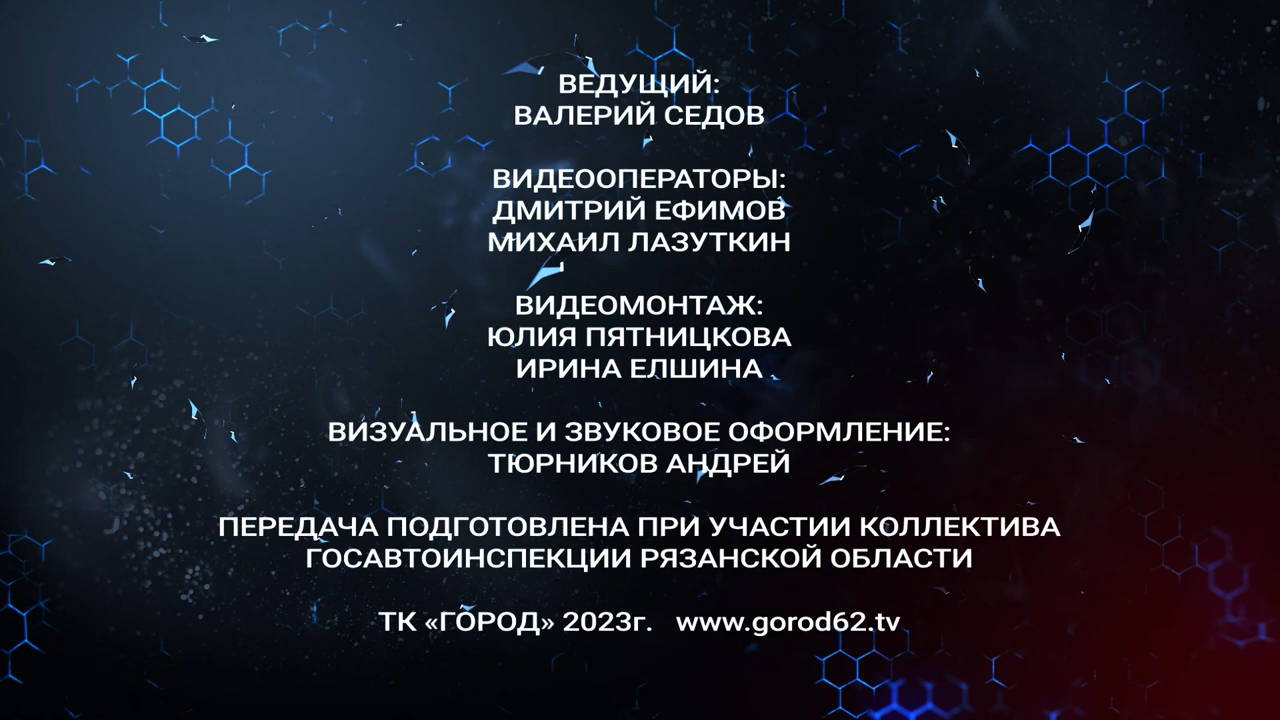 ВЕДУЩИЙ:
ВАЛЕРИЙ СЕДОВ
ВИДЕООПЕРАТОРЫ:
ДМИТРИЙ ЕФИМОВ
МИХАИЛ ЛАЗУТКИН
ВИДЕОМОНТАЖ:
ЮЛИЯ ПЯТНИЦКОВА
ИРИНА ЕЛШИНА
ВИЗУАЛЬНОЕ И ЗВУКОВОЕ ОФОРМЛЕНИЕ:
ТЮРНИКОВ АНДРЕЙ
ПЕРЕДАЧА ПОДГОТОВЛЕНА ПРИ УЧАСТИИ КОЛЛЕКТИВА
ГОСАВТОИНСПЕКЦИИ РЯЗАНСКОЙ ОБЛАСТИ
ТК «ГОРОД» 2023г. www.gorod62.tv